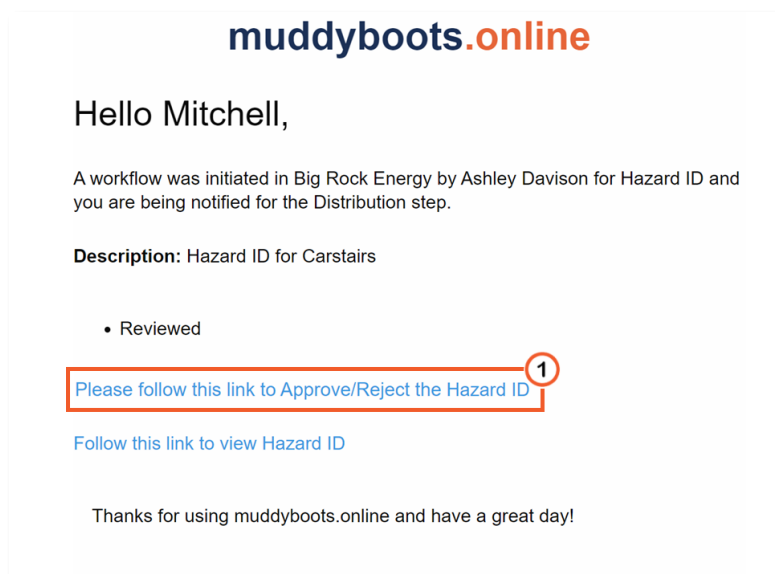 muddyboots.online
Hello Mitchell,
A workflow was initiated in Big Rock Energy by Ashley Davison for Hazard ID and
you are being notified for the Distribution step.
Description: Hazard ID for Carstairs
• Reviewed
1
Please follow this link to Approve/Reject the Hazard ID
Follow this link to view Hazard ID
Thanks for using muddyboots.online and have a great day!